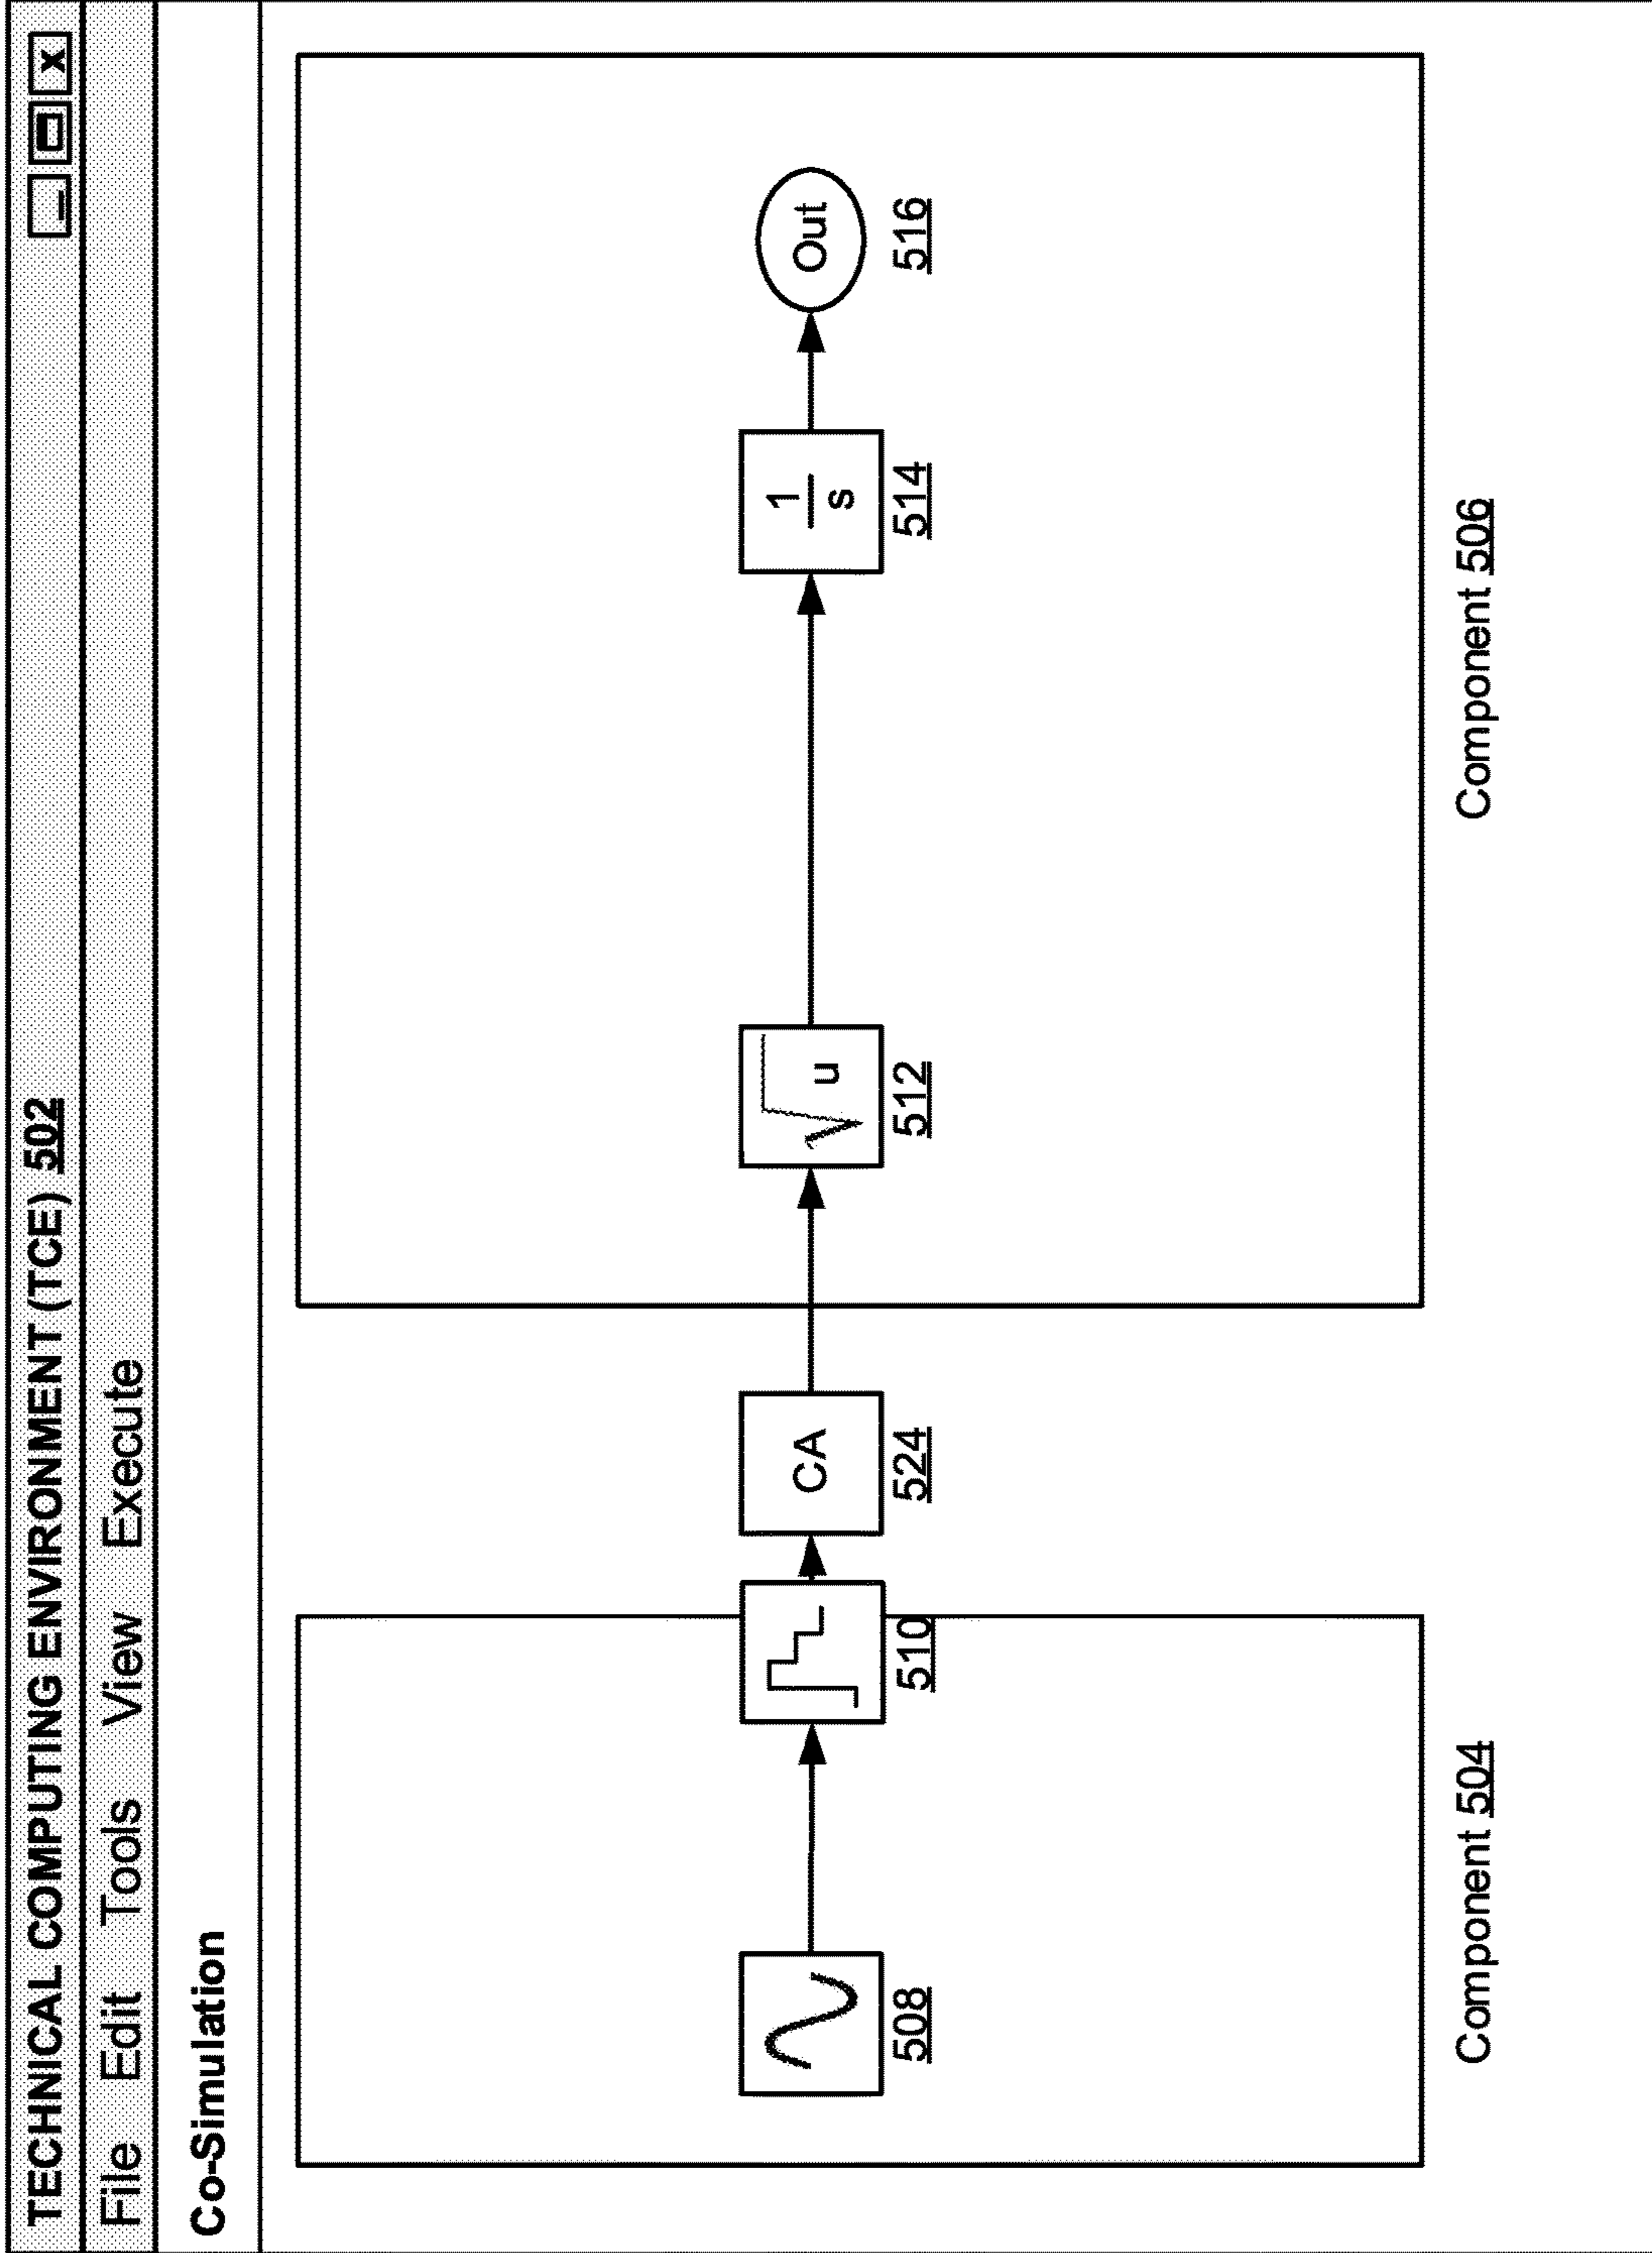 TECHNICAL COMPUTING ENVIRONMENT (TCE) 502
_ X
File Edit Tools View Execute
Co-Simulation
CA
√u
1
s
Out
508
510
524
512
514
516
Component 504
Component 506